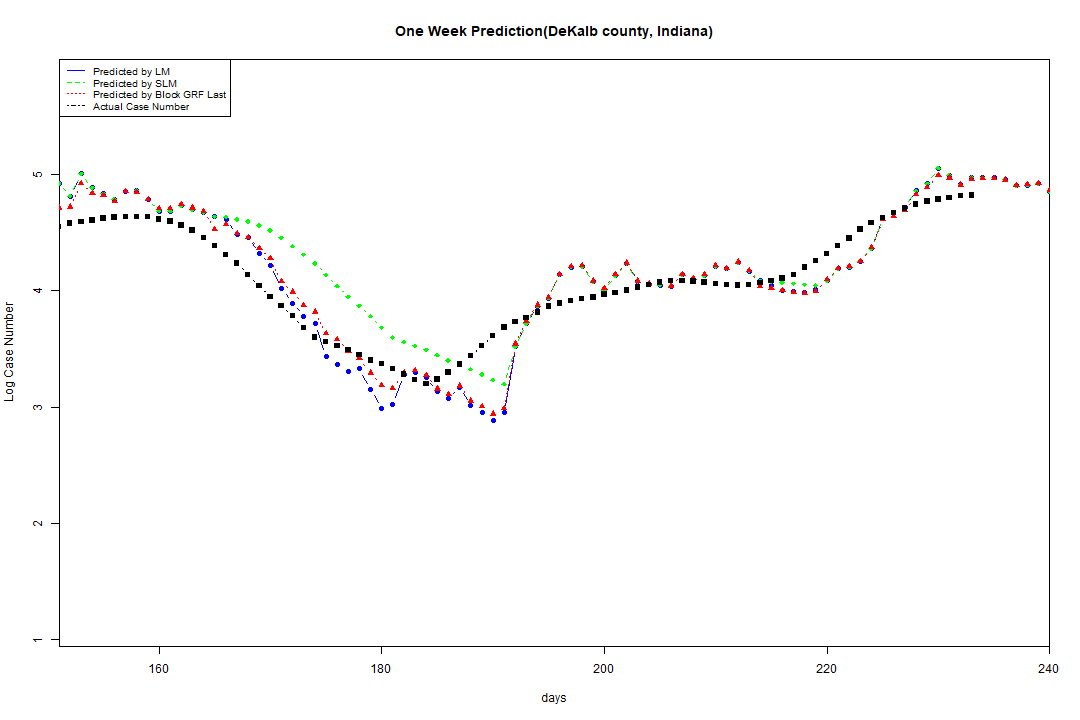 One Week Prediction(DeKalb county, Indiana)
Predicted by LM
Predicted by SLM
Predicted by Block GRF Last
Actual Case Number
5
4
3
2
1
Log Case Number
160 180 200 220 240
days